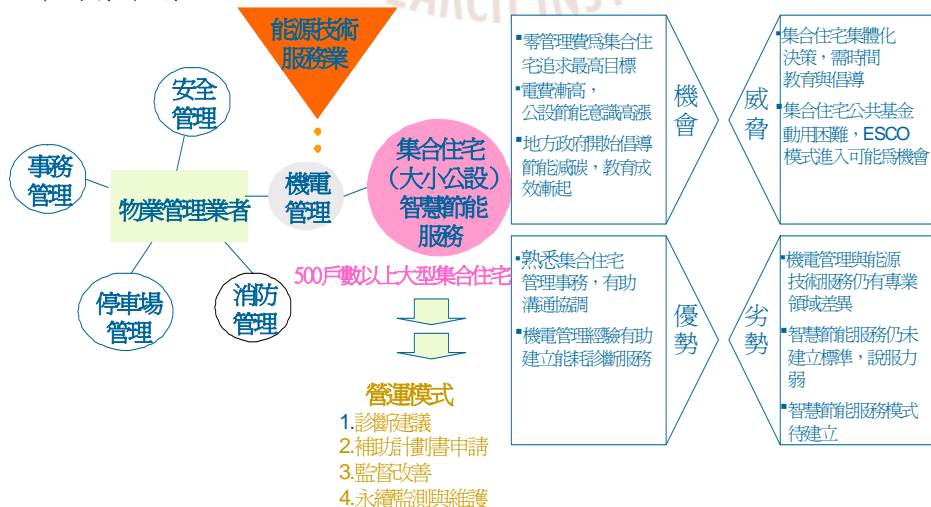 能源技術
服務業
安全
管理
事務
管理
物業管理業者
機電
管理
集合住宅
（大小公設）
智慧節能
服務
500戶數以上大型集合住宅
停車場
管理
消防
管理
營運模式
1.診斷建議
2.補助計劃書申請
3.監督改善
4.永續監測與維護
▪零管理費為集合住
宅追求最高目標
▪電費漸高，
公設節能意識高漲
▪地方政府開始倡導
節能減碳，教育成
效漸起
機會
威脅
▪集合住宅集體化
決策，需時間
教育與倡導
▪集合住宅公共基金
動用困難，ESCO
模式進入可能為機會
▪熟悉集合住宅
管理事務，有助
溝通協調
▪機電管理經驗有助
建立能耗診斷服務
優勢
劣勢
▪機電管理與能源
技術服務仍有專業
領域差異
▪智慧節能服務仍未
建立標準，說服力
弱
▪智慧節能服務模式
待建立